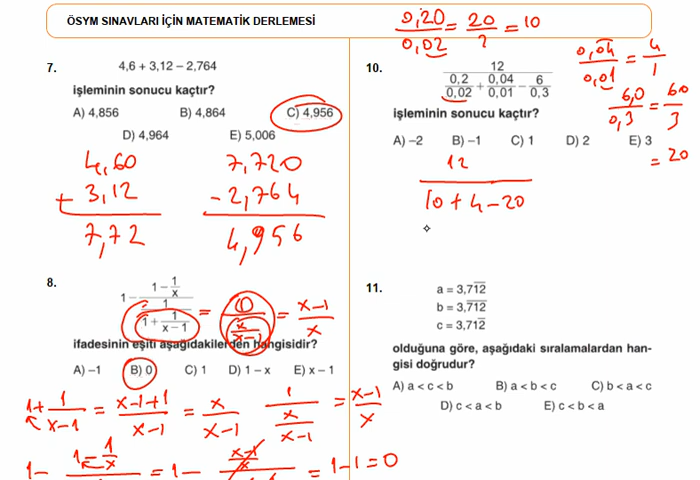 ÖSYM SINAVLARI İÇİN MATEMATİK DERLEMESİ
7. 4,6 + 3,12 – 2,764
işleminin sonucu kaçtır?
A) 4,856 B) 4,864 C) 4,956
D) 4,964 E) 5,006
4,60
+ 3,12
7,72
7,720
- 2,764
4,956
8.
1 - (1 - 1/x) / (1 / (1 + 1/(x - 1))) = (1) / (x/(x-1)) = (x-1)/x
ifadesinin eşiti aşağıdakilerden hangisidir?
A) –1 B) 0 C) 1 D) 1 – x E) x – 1
1 + 1/(x-1) = (x-1+1)/(x-1) = x/(x-1)
1/(x/(x-1)) = (x-1)/x
1 - (1 - 1/x) = 1 - (x-1)/x = 1-1=0
0,20/0,02 = 20/2 = 10
10.
12 / (0,2/0,02 + 0,04/0,01 - 6/0,3)
0,04/0,01 = 4/1
6,0/0,3 = 60/3
= 20
işleminin sonucu kaçtır?
A) –2 B) –1 C) 1 D) 2 E) 3
12
10 + 4 - 20
11.
a = 3,71̅2̅
b = 3,7̅1̅2̅
c = 3,712̅
olduğuna göre, aşağıdaki sıralamalardan han-
gisi doğrudur?
A) a < c < b B) a < b < c C) b < a < c
D) c < a < b E) c < b < a